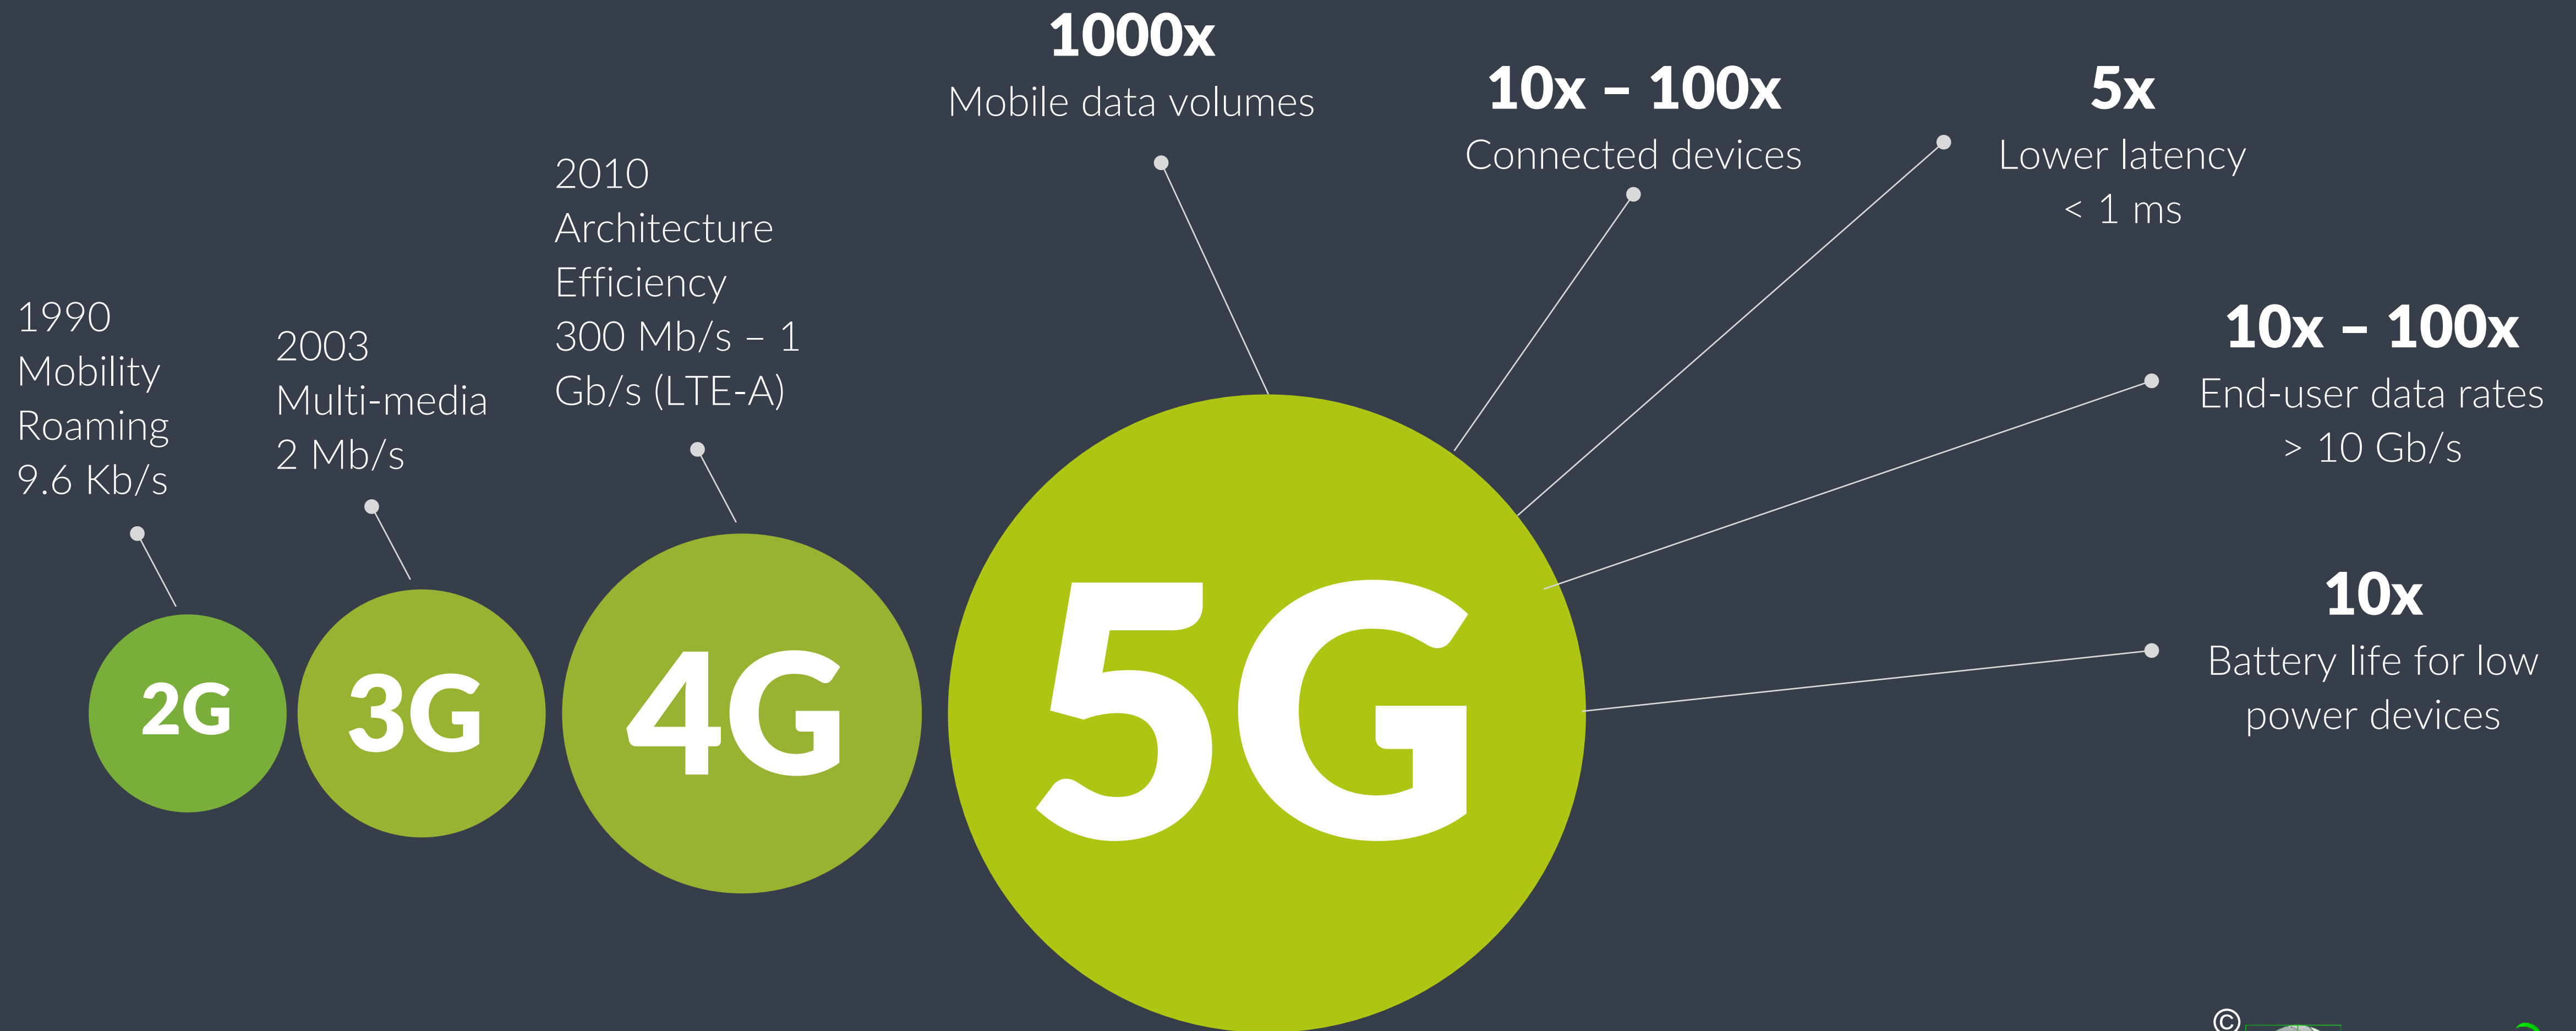 1990
Mobility
Roaming
9.6 Kb/s
2003
Multi-media
2 Mb/s
2010
Architecture
Efficiency
300 Mb/s – 1
Gb/s (LTE-A)
1000x
Mobile data volumes
10x – 100x
Connected devices
5x
Lower latency
< 1 ms
10x – 100x
End-user data rates
> 10 Gb/s
10x
Battery life for low
power devices
2G
3G
4G
5G
©